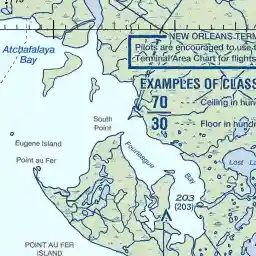 NEW ORLEANS TERM
Pilots are encouraged to use t
Terminal Area Chart for flights
Atchafalaya
Bay
EXAMPLES OF CLASS
70
Ceiling in hund
30
Floor in hundr
South
Point
Eugene Island
Point au Fer
Fourleague
Bay
Lost
203
(203)
POINT AU FER
ISLAND